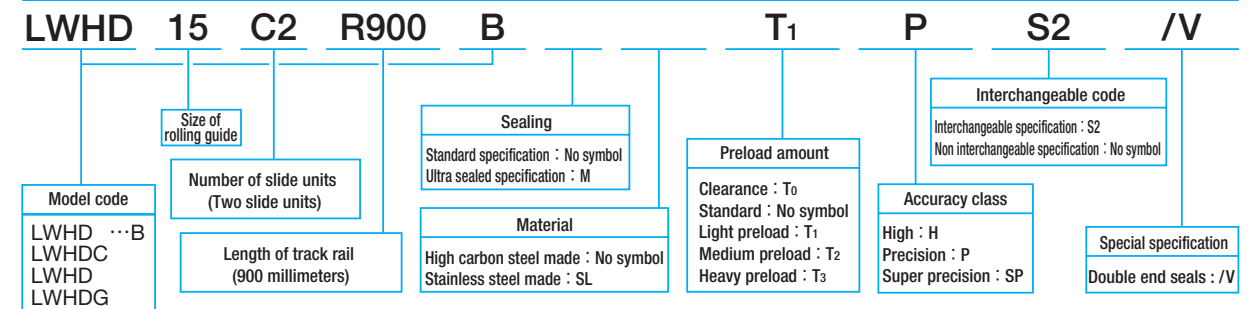 LWHD 15 C2 R900 B T1 P S2 /V
Size of
rolling guide
Model code
LWHD …B
LWHDC
LWHD
LWHDG
Number of slide units
(Two slide units)
Length of track rail
(900 millimeters)
Sealing
Standard specification : No symbol
Ultra sealed specification : M
Material
High carbon steel made : No symbol
Stainless steel made : SL
Preload amount
Clearance : T0
Standard : No symbol
Light preload : T1
Medium preload : T2
Heavy preload : T3
Interchangeable code
Interchangeable specification : S2
Non interchangeable specification : No symbol
Accuracy class
High : H
Precision : P
Super precision : SP
Special specification
Double end seals : /V